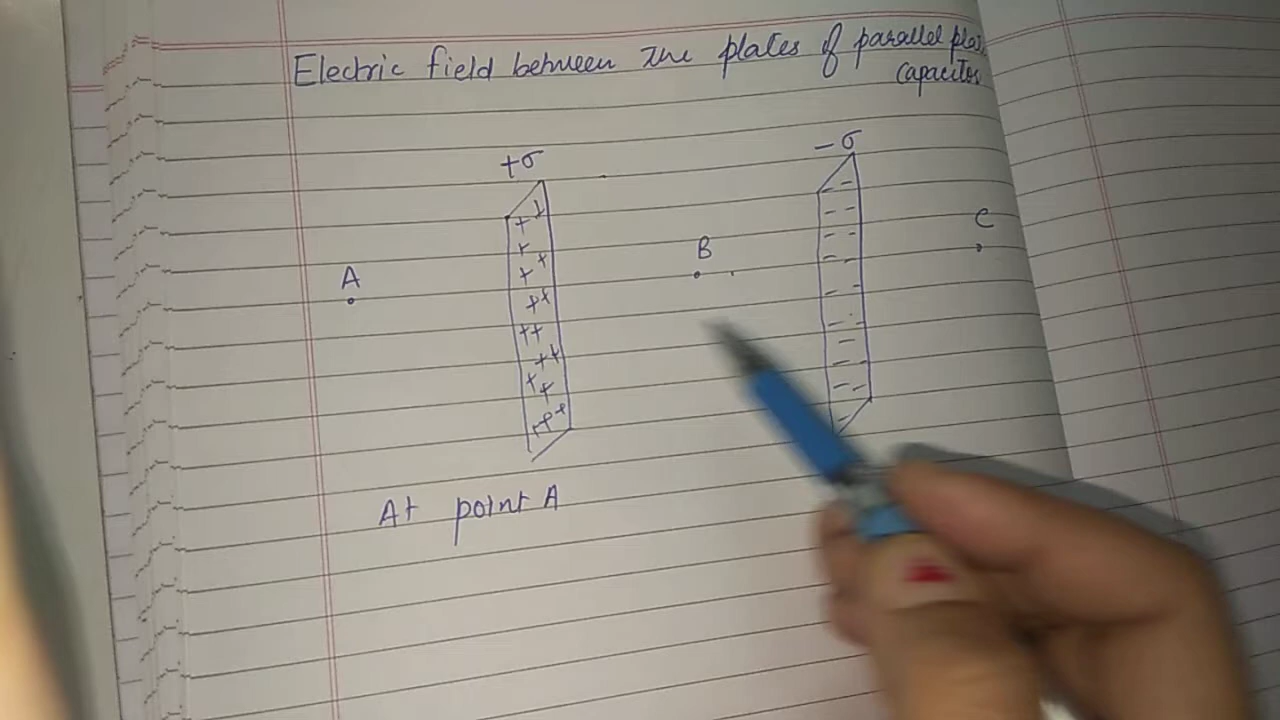 Electric field between the plates of parallel plate
capacitor
+σ
-σ
A
B
C
At point A